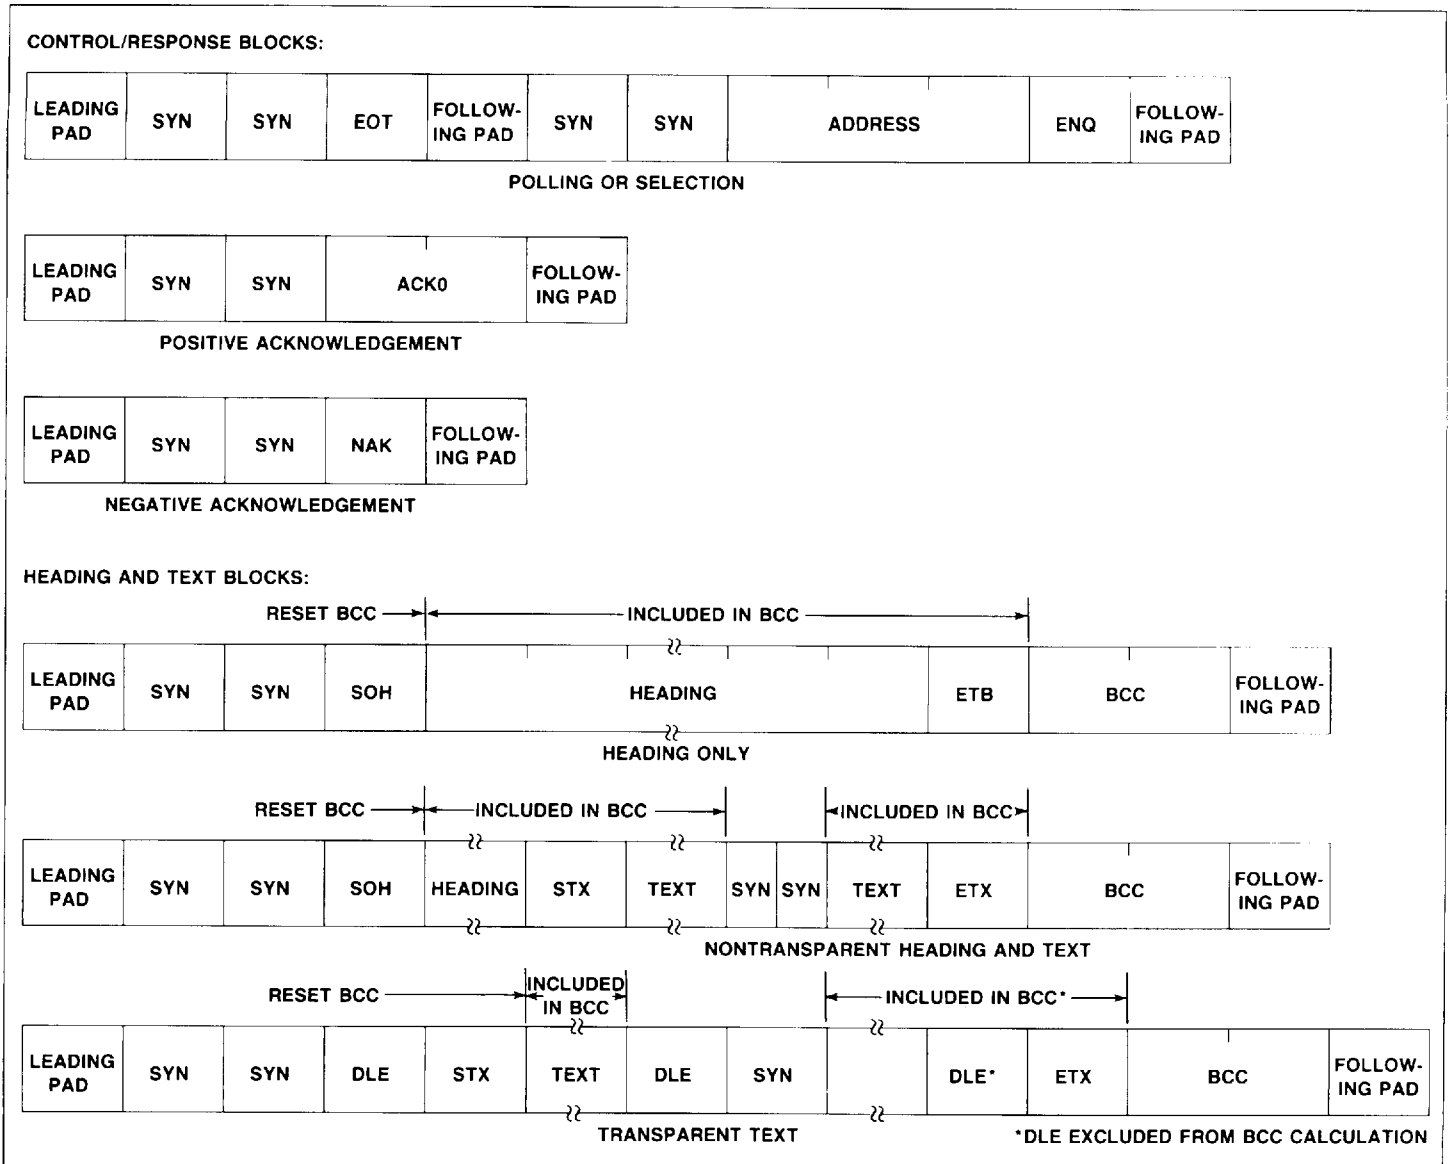 CONTROL/RESPONSE BLOCKS:
LEADING PAD SYN SYN EOT FOLLOW-ING PAD SYN SYN ADDRESS ENQ FOLLOW-ING PAD
POLLING OR SELECTION
LEADING PAD SYN SYN ACK0 FOLLOW-ING PAD
POSITIVE ACKNOWLEDGEMENT
LEADING PAD SYN SYN NAK FOLLOW-ING PAD
NEGATIVE ACKNOWLEDGEMENT
HEADING AND TEXT BLOCKS:
RESET BCC INCLUDED IN BCC
LEADING PAD SYN SYN SOH HEADING ETB BCC FOLLOW-ING PAD
HEADING ONLY
RESET BCC INCLUDED IN BCC INCLUDED IN BCC
LEADING PAD SYN SYN SOH HEADING STX TEXT SYN SYN TEXT ETX BCC FOLLOW-ING PAD
NONTRANSPARENT HEADING AND TEXT
RESET BCC INCLUDED IN BCC INCLUDED IN BCC*
LEADING PAD SYN SYN DLE STX TEXT DLE SYN DLE* ETX BCC FOLLOW-ING PAD
TRANSPARENT TEXT *DLE EXCLUDED FROM BCC CALCULATION